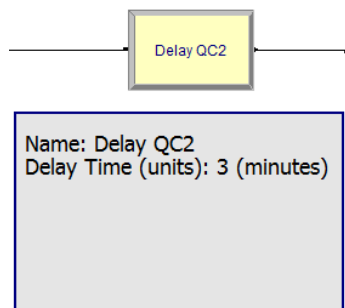 Delay QC2
Name: Delay QC2
Delay Time (units): 3 (minutes)